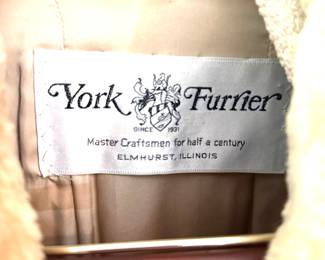 York Furrier
SINCE 1931
Master Craftsmen for half a century
ELMHURST, ILLINOIS